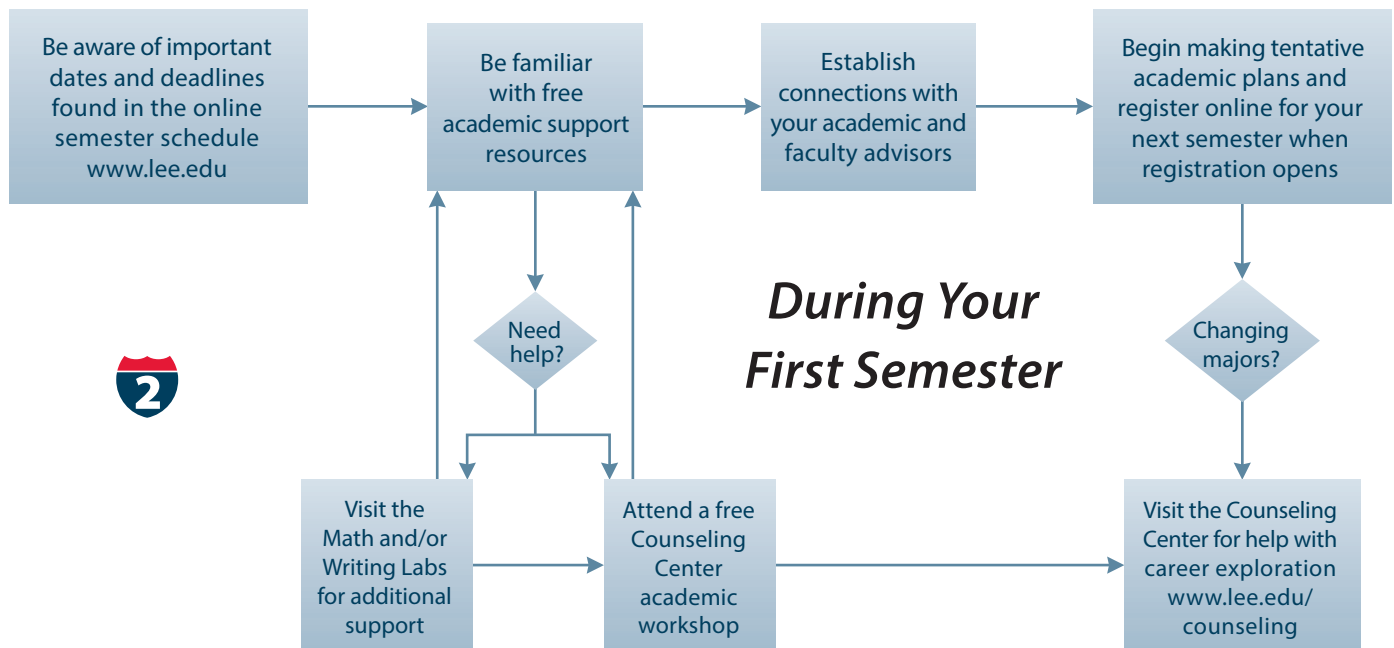 Be aware of important
dates and deadlines
found in the online
semester schedule
www.lee.edu
Be familiar
with free
academic support
resources
Establish
connections with
your academic and
faculty advisors
Begin making tentative
academic plans and
register online for your
next semester when
registration opens
Need
help?
During Your
First Semester
Changing
majors?
2
Visit the
Math and/or
Writing Labs
for additional
support
Attend a free
Counseling
Center
academic
workshop
Visit the Counseling
Center for help with
career exploration
www.lee.edu/
counseling